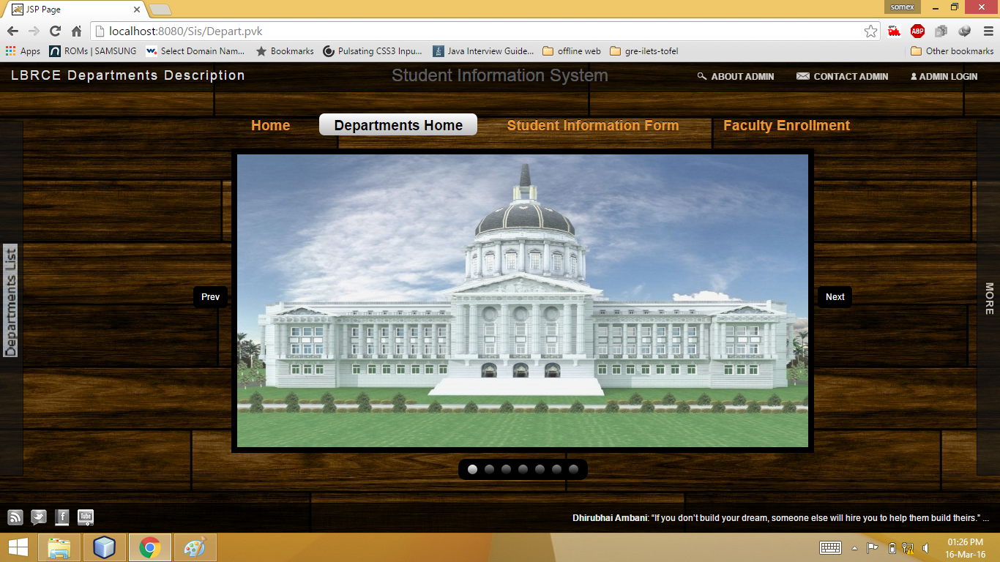 JSP Page
somex
localhost:8080/Sis/Depart.pvk
ABP
Apps ROMs | SAMSUNG Select Domain Nam... Bookmarks Pulsating CSS3 Inpu... Java Interview Guide... offline web gre-ilets-tofel Other bookmarks
LBRCE Departments Description Student Information System ABOUT ADMIN CONTACT ADMIN ADMIN LOGIN
Home Departments Home Student Information Form Faculty Enrollment
Departments List
Prev
Next
MORE
Tube
Dhirubhai Ambani: “If you don’t build your dream, someone else will hire you to help them build theirs.” ...
01:26 PM
16-Mar-16